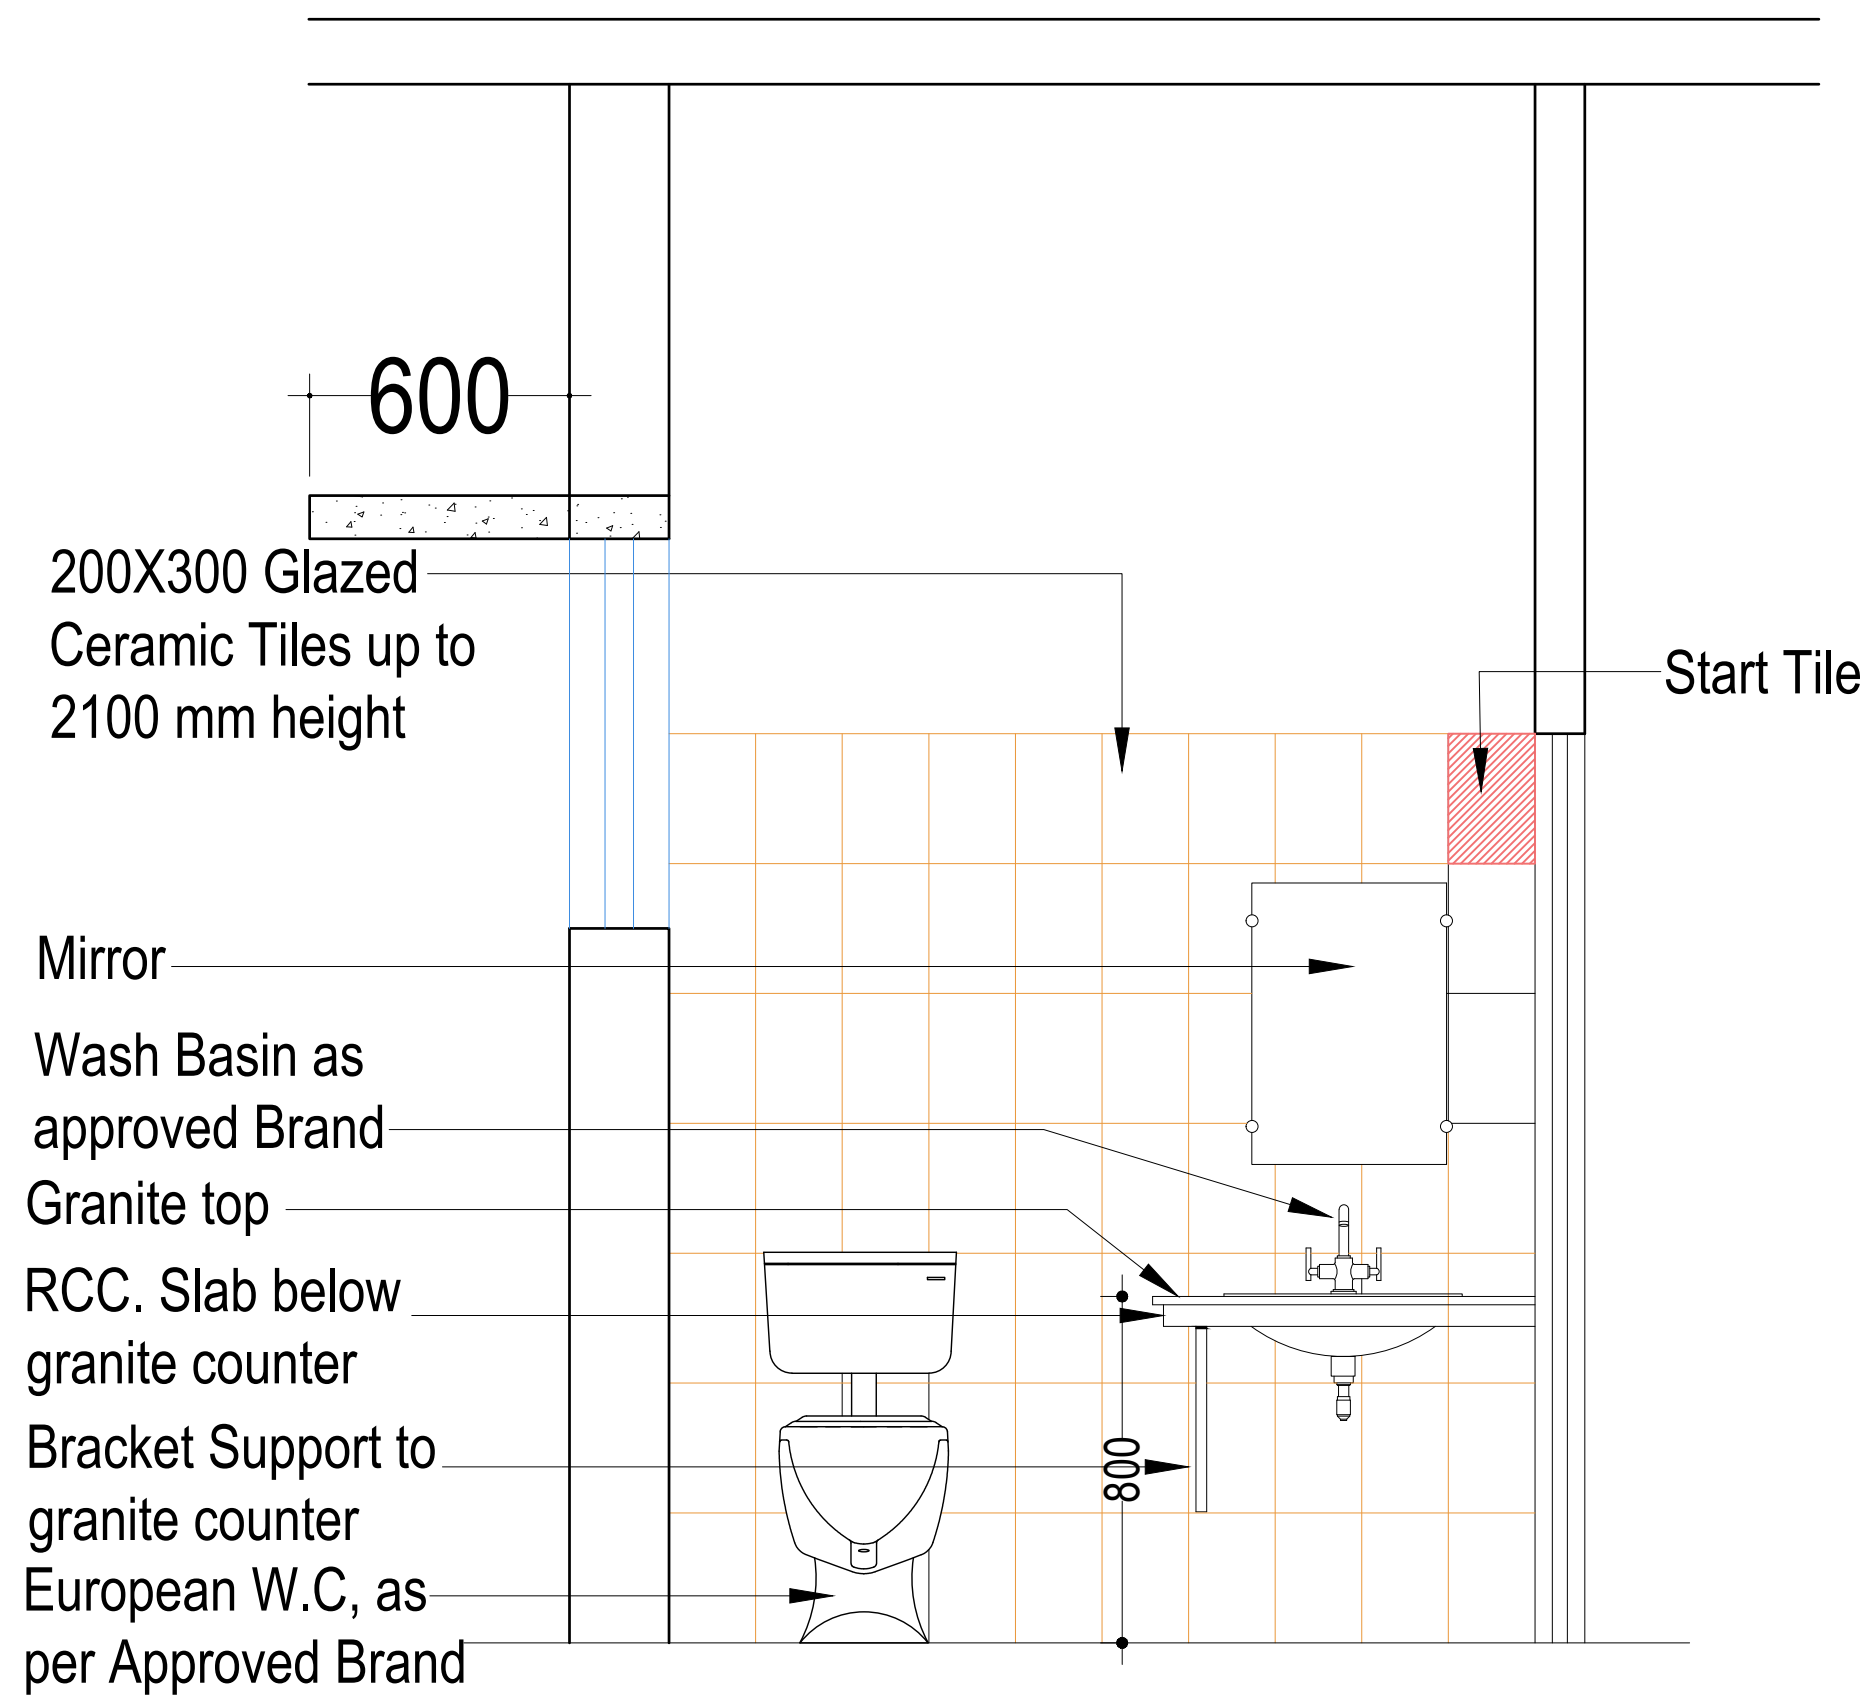 600
200X300 Glazed
Ceramic Tiles up to
2100 mm height
Start Tile
Mirror
Wash Basin as
approved Brand
Granite top
RCC. Slab below
granite counter
Bracket Support to
granite counter
800
European W.C, as
per Approved Brand